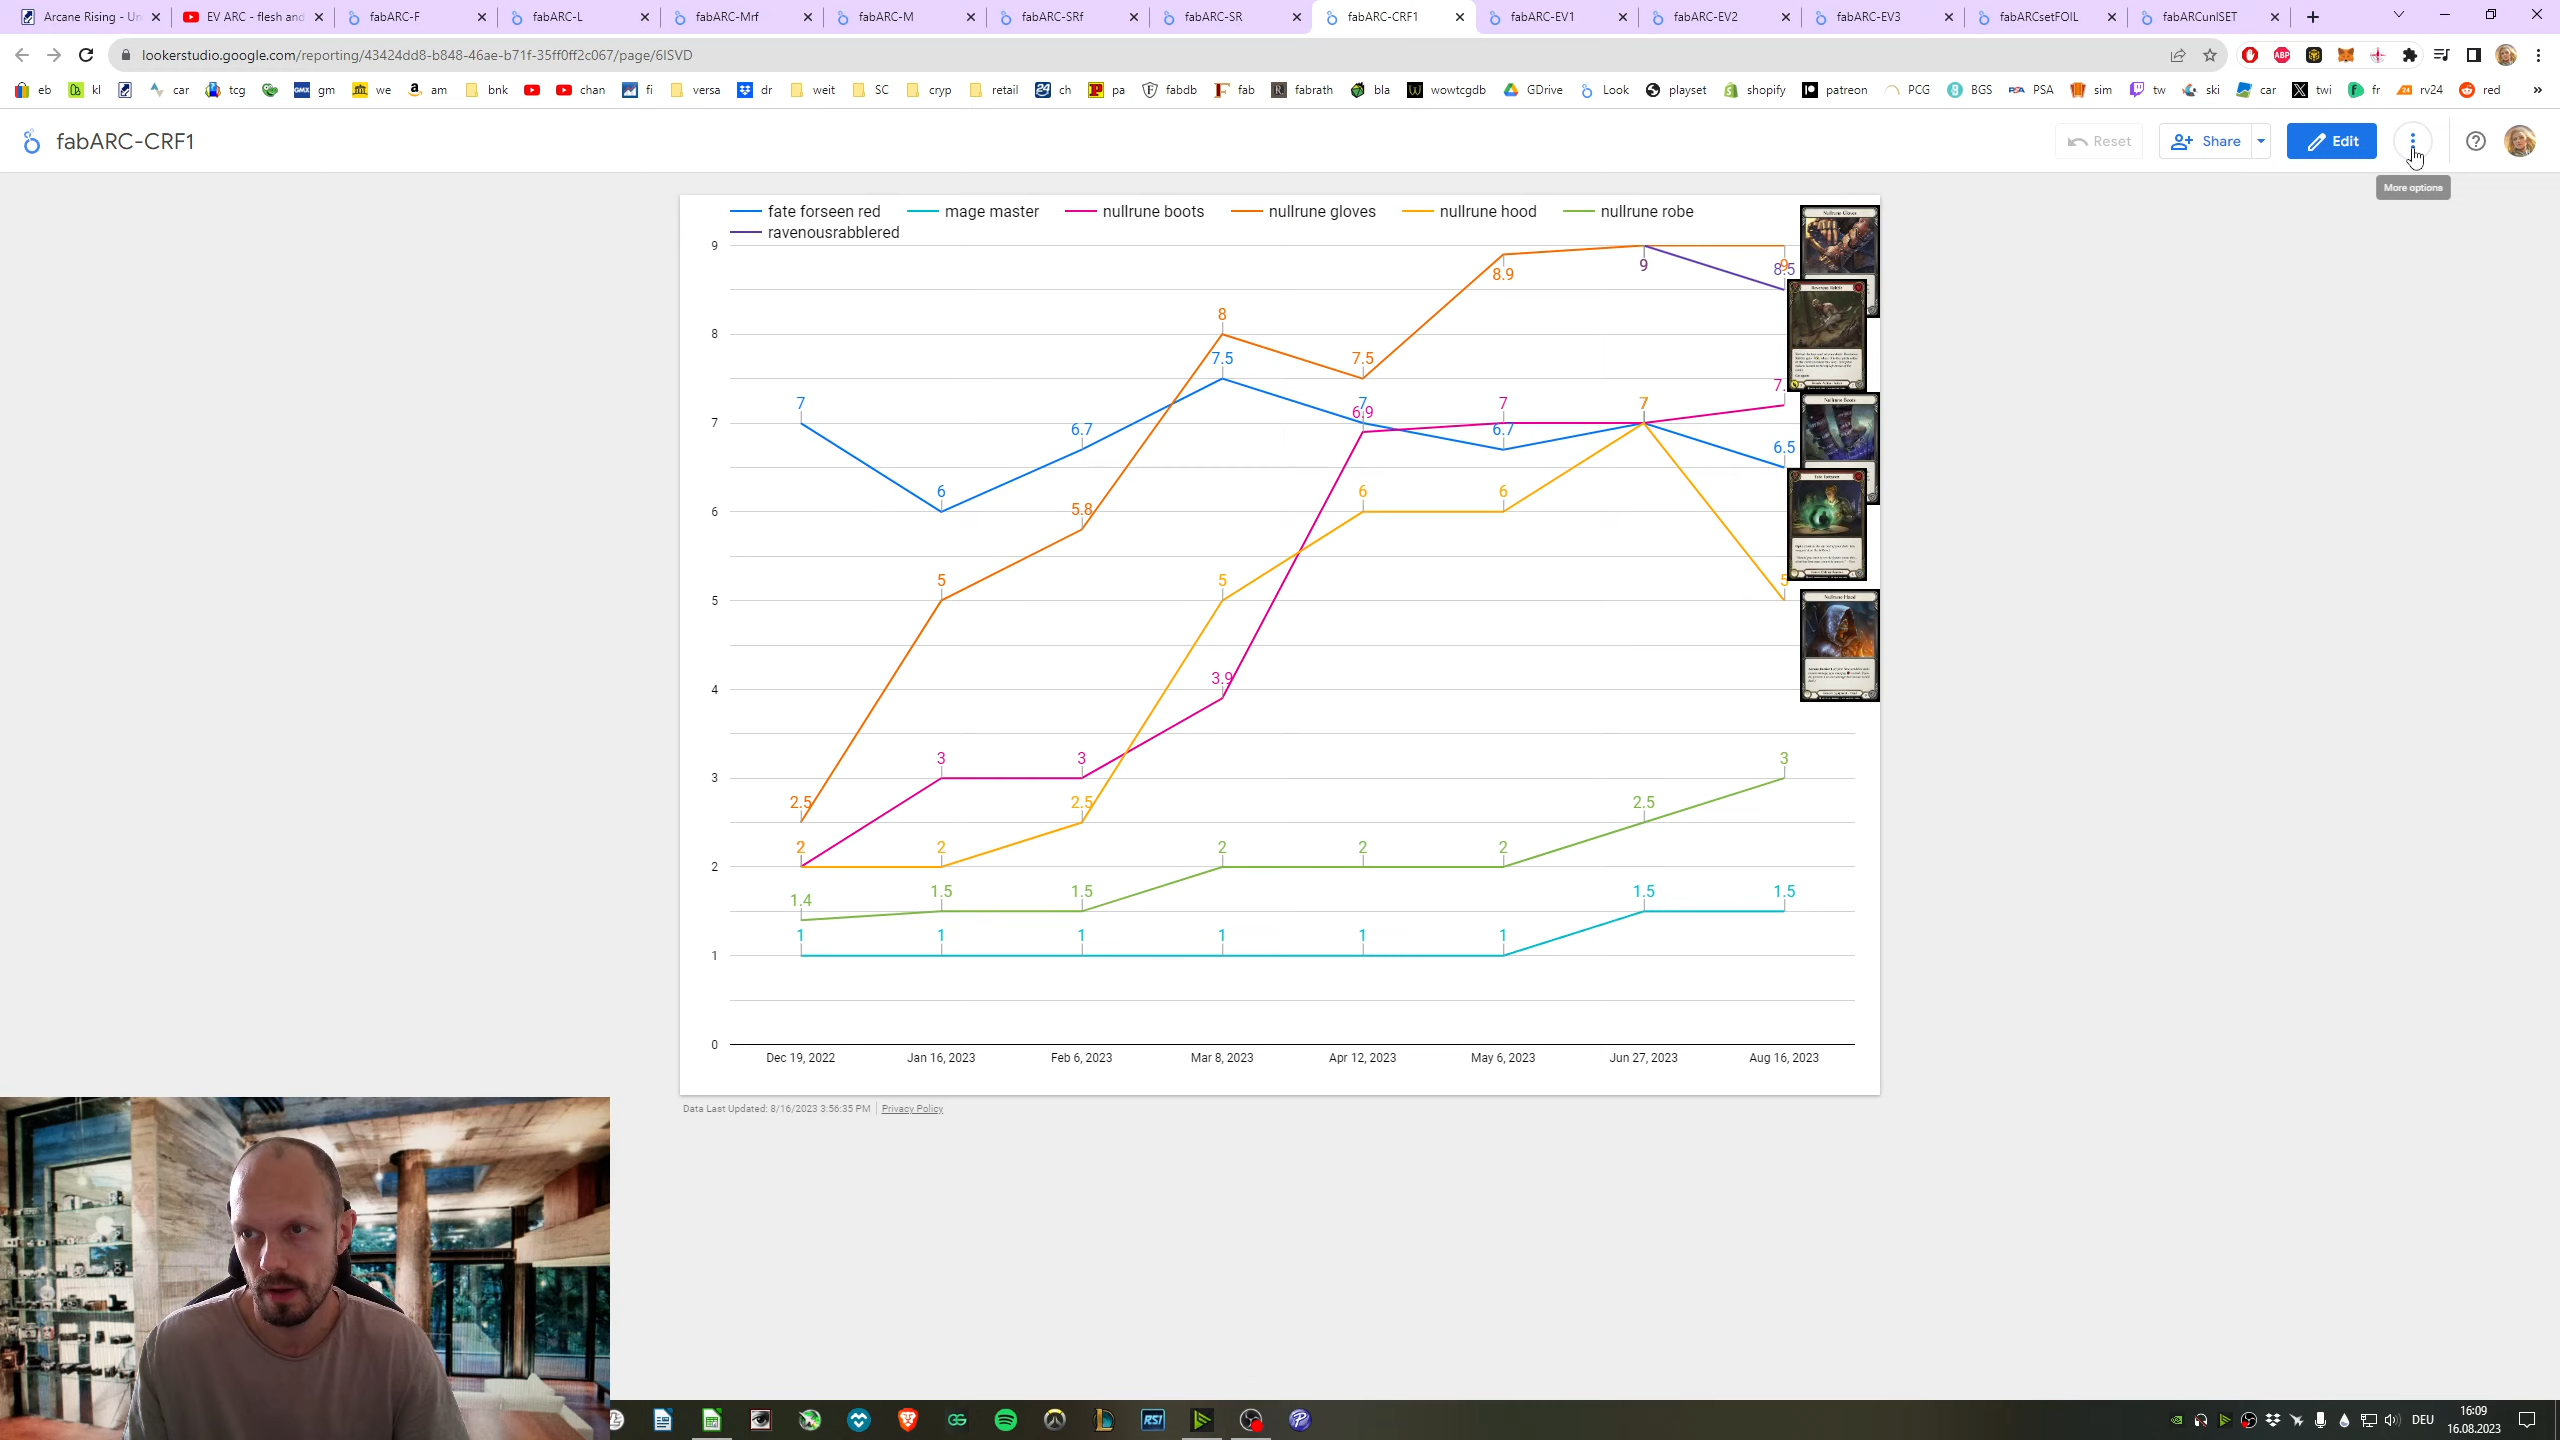 Arcane Rising - Un
EV ARC - flesh and
fabARC-F
fabARC-L
fabARC-Mrf
fabARC-M
fabARC-SRf
fabARC-SR
fabARC-CRF1
fabARC-EV1
fabARC-EV2
fabARC-EV3
fabARCsetFOIL
fabARCunlSET
lookerstudio.google.com/reporting/43424dd8-b848-46ae-b71f-35ff0ff2c067/page/6ISVD
eb kl car tcg gm we am bnk chan fi versa dr weit SC cryp retail ch pa fabdb fab fabrath bla wowtcgdb GDrive Look playset shopify patreon PCG BGS PSA sim tw ski car twi fr rv24 red »
fabARC-CRF1
Reset
Share
Edit
More options
fate forseen red mage master nullrune boots nullrune gloves nullrune hood nullrune robe
ravenousrabblered
9
8
7
6
5
4
3
2
1
0
7 6 6.7 7.5 7 6.7 6.5
2.5 5 5.8 8 7.5 8.9 9
9 8.5
2 3 3 3.9 6.9 7 7.
2 2 2.5 5 6 6 7 5
1.4 1.5 1.5 2 2 2 2.5 3
1 1 1 1 1 1 1.5 1.5
Nullrune Gloves
Nullrune Boots
Fate Foreseen
Nullrune Hood
Dec 19, 2022 Jan 16, 2023 Feb 6, 2023 Mar 8, 2023 Apr 12, 2023 May 6, 2023 Jun 27, 2023 Aug 16, 2023
Data Last Updated: 8/16/2023 3:56:35 PM Privacy Policy
RSI
DEU
16:09
16.08.2023